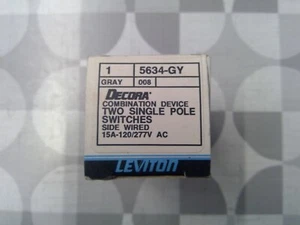 1 5634-GY
GRAY 008
DECORA
COMBINATION DEVICE
TWO SINGLE POLE
SWITCHES
SIDE WIRED
15A-120/277V AC
LEVITON